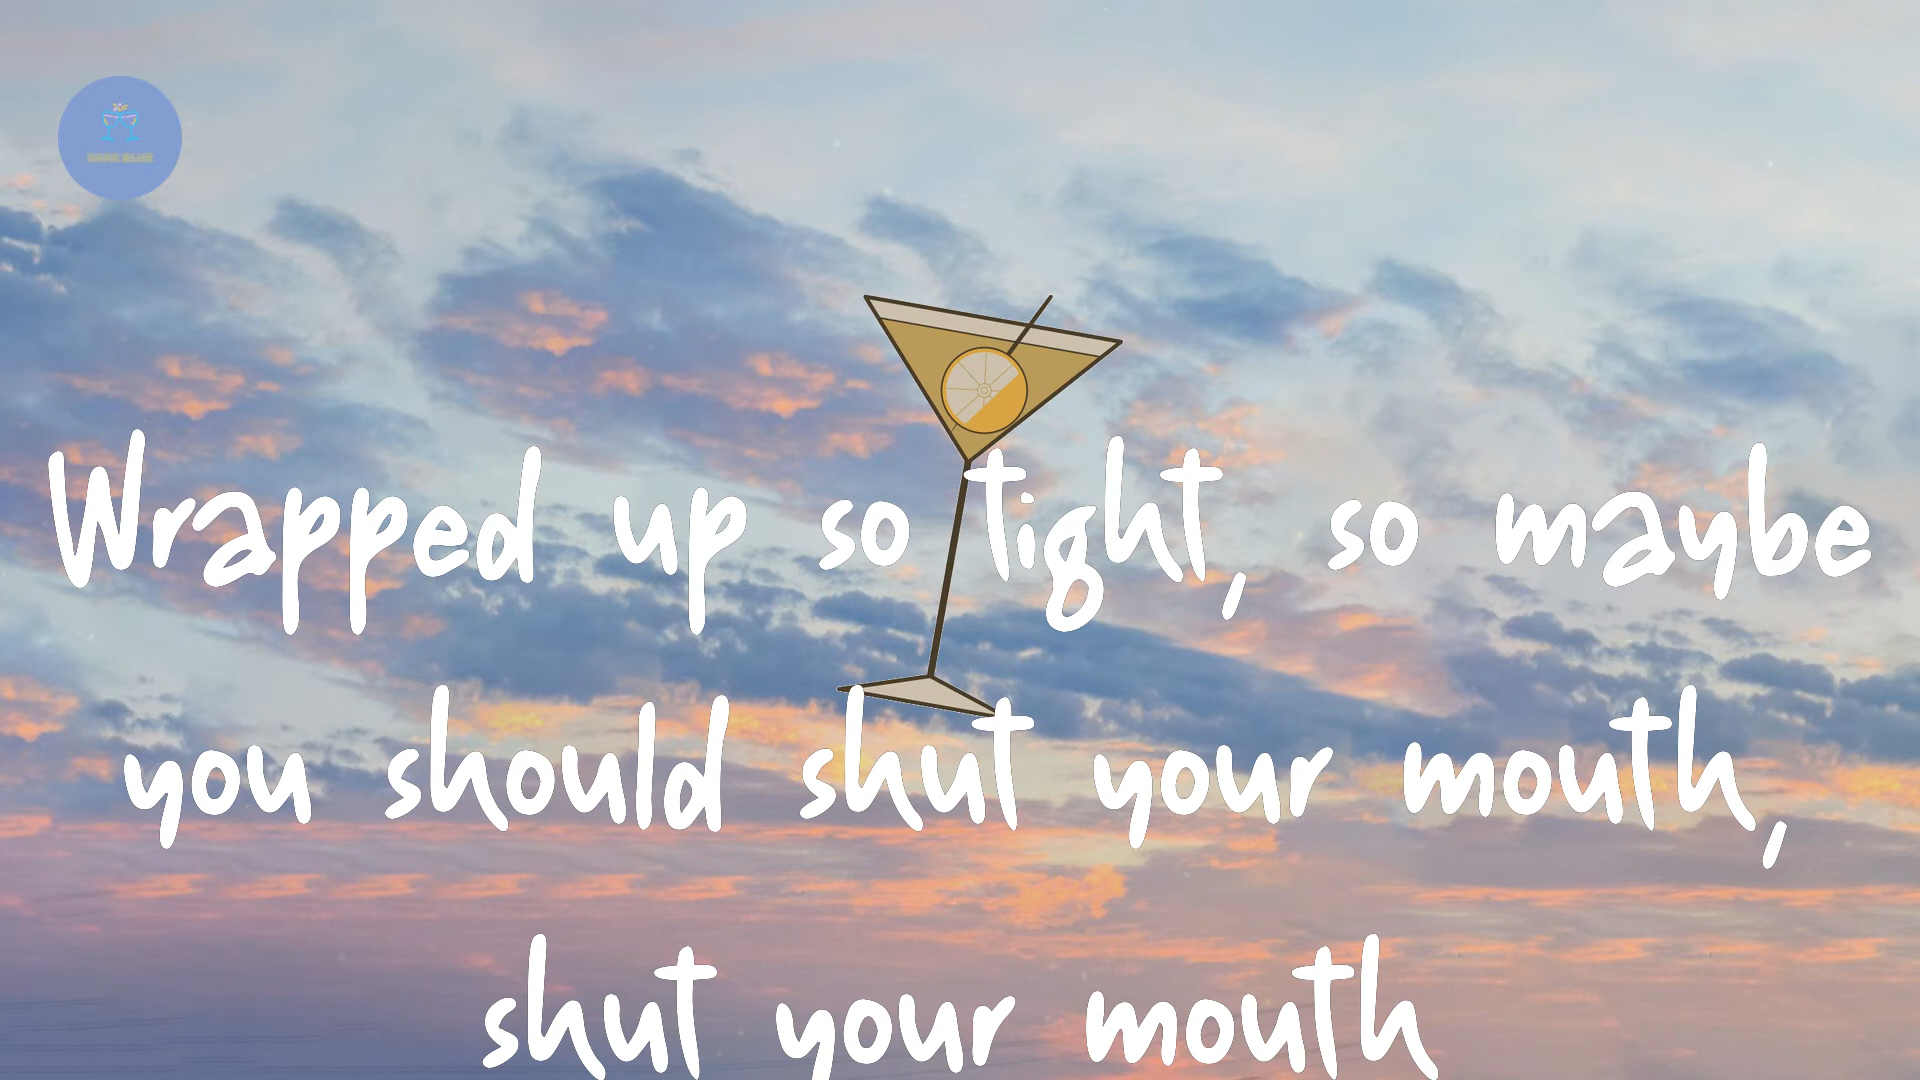 Wrapped up so tight, so maybe
you should shut your mouth,
shut your mouth